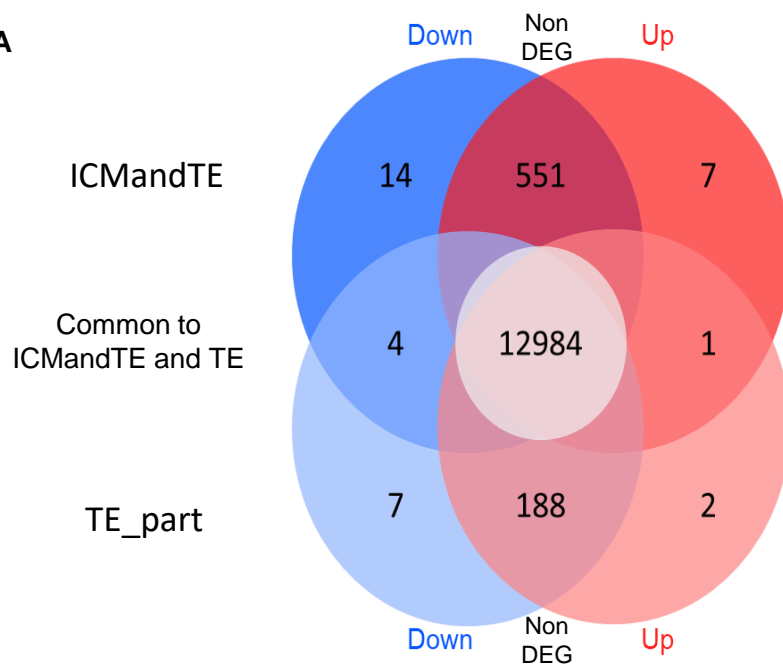 A
Down
Non
DEG
Up
ICMandTE
14
551
7
Common to
ICMandTE and TE
4
12984
1
TE_part
7
188
2
Down
Non
DEG
Up